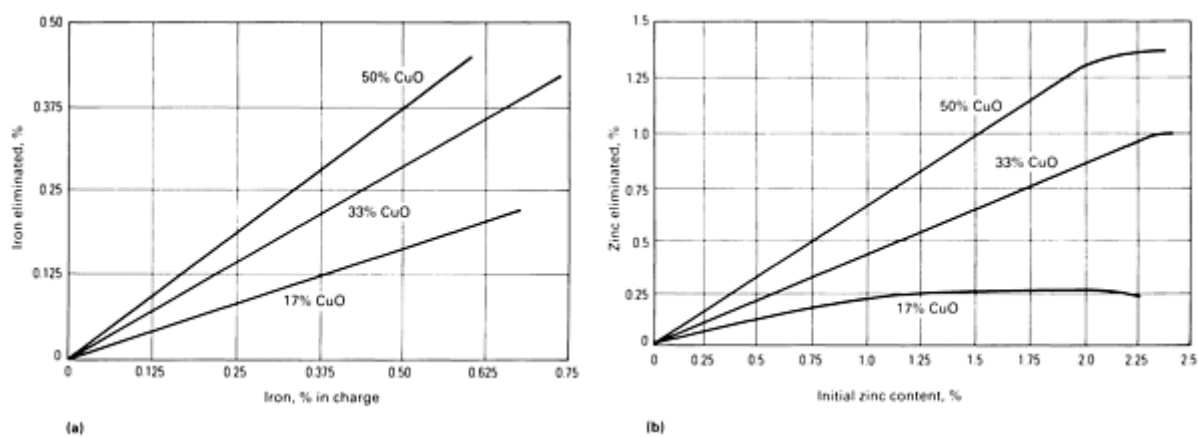 0.50
0.375
0.25
0.125
0
Iron eliminated, %
50% CuO
33% CuO
17% CuO
0 0.125 0.25 0.375 0.50 0.625 0.75
Iron, % in charge
(a)
1.5
1.25
1.0
0.75
0.5
0.25
0
Zinc eliminated, %
50% CuO
33% CuO
17% CuO
0 0.25 0.5 0.75 1.0 1.25 1.5 1.75 2.0 2.25 2.5
Initial zinc content, %
(b)